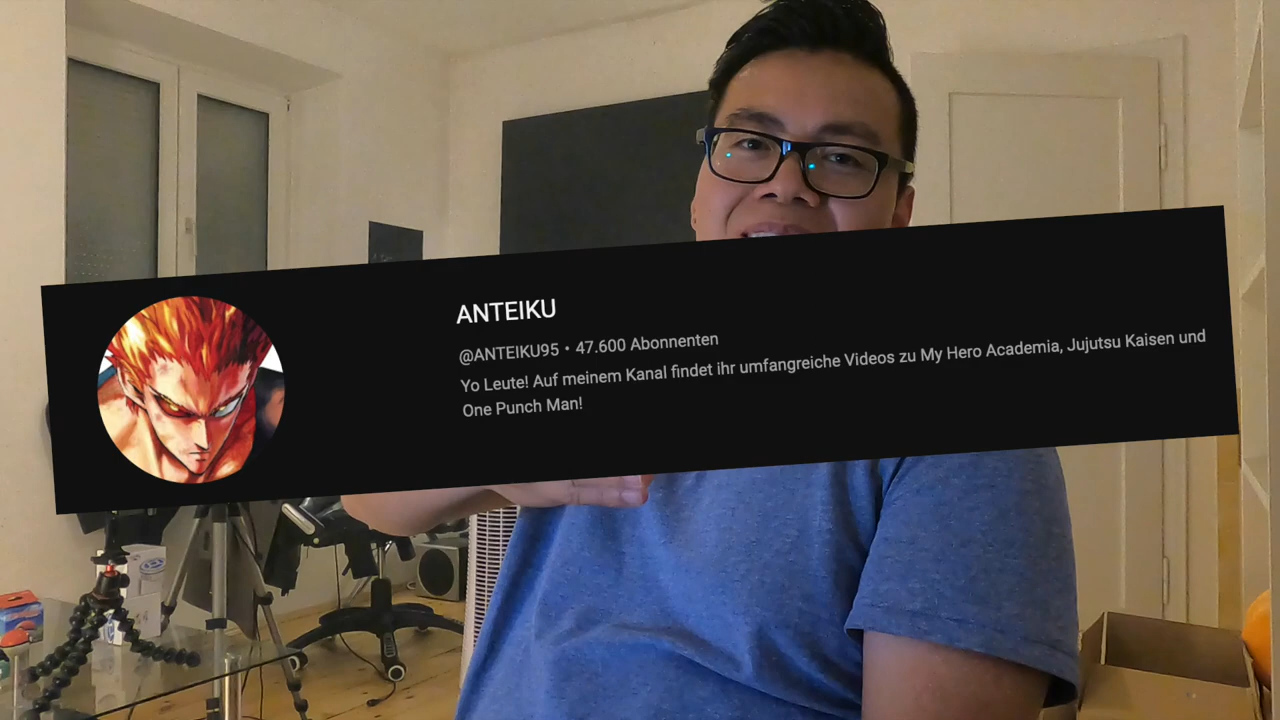 ANTEIKU
@ANTEIKU95 • 47.600 Abonnenten
Yo Leute! Auf meinem Kanal findet ihr umfangreiche Videos zu My Hero Academia, Jujutsu Kaisen und
One Punch Man!